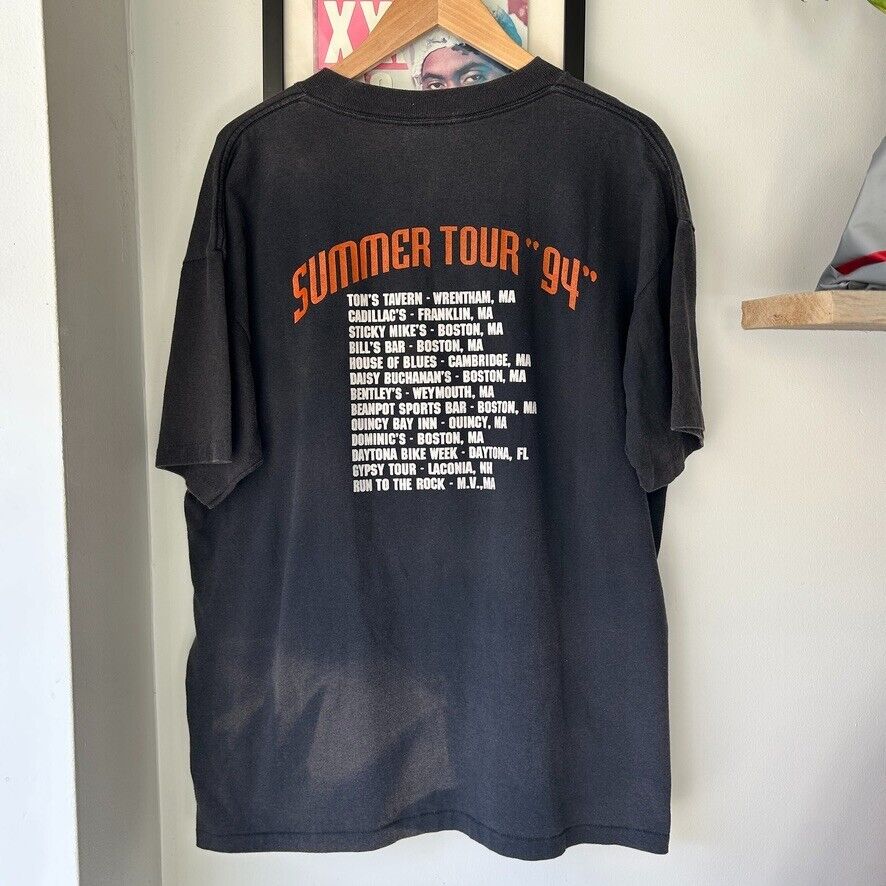 XX
SUMMER TOUR "94"
TOM'S TAVERN - WRENTHAM, MA
CADILLAC'S - FRANKLIN, MA
STICKY MIKE'S - BOSTON, MA
BILL'S BAR - BOSTON, MA
HOUSE OF BLUES - CAMBRIDGE, MA
DAISY BUCHANAN'S - BOSTON, MA
BENTLEY'S - WEYMOUTH, MA
BEANPOT SPORTS BAR - BOSTON, MA
QUINCY BAY INN - QUINCY, MA
DOMINIC'S - BOSTON, MA
DAYTONA BIKE WEEK - DAYTONA, FL
GYPSY TOUR - LACONIA, NH
RUN TO THE ROCK - M.V.,MA